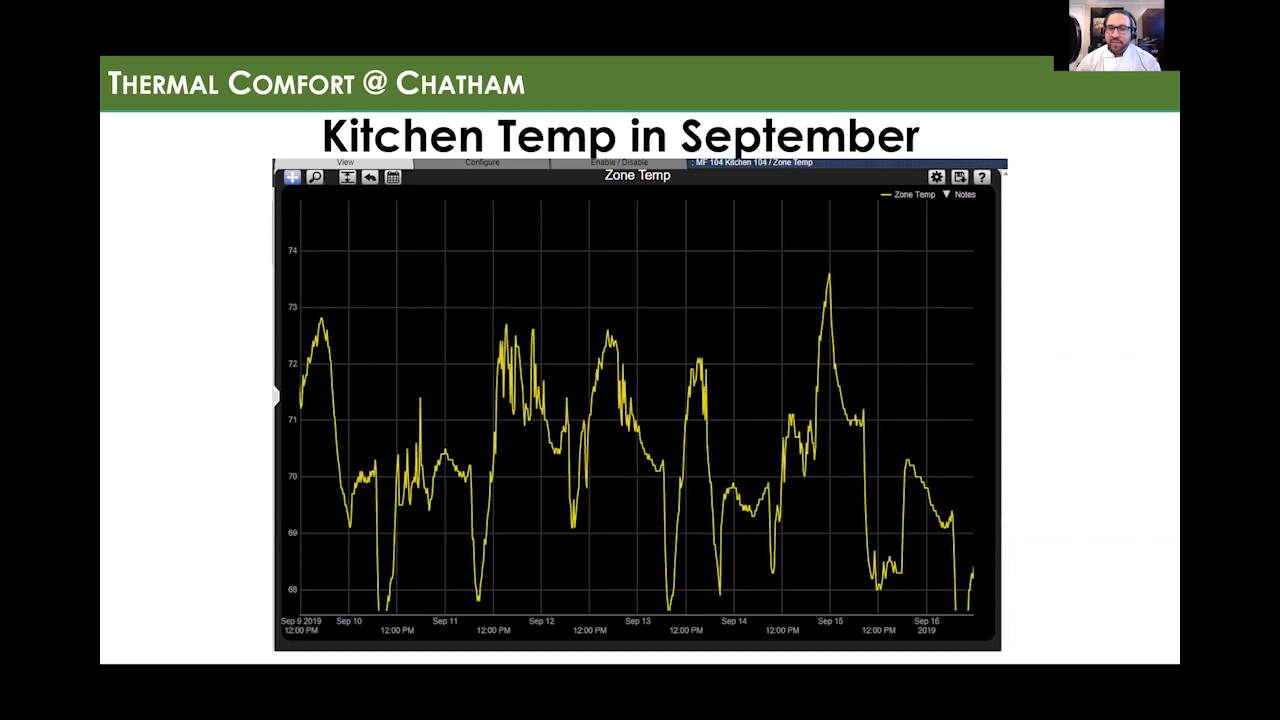 THERMAL COMFORT @ CHATHAM
Kitchen Temp in September
View Configure Enable / Disable : MF 104 Kitchen 104 / Zone Temp
Zone Temp
?
Zone Temp Notes
74
73
72
71
70
69
68
Sep 9 2019 Sep 10 Sep 11 Sep 12 Sep 13 Sep 14 Sep 15 Sep 16
12:00 PM 12:00 PM 12:00 PM 12:00 PM 12:00 PM 12:00 PM 12:00 PM 2019